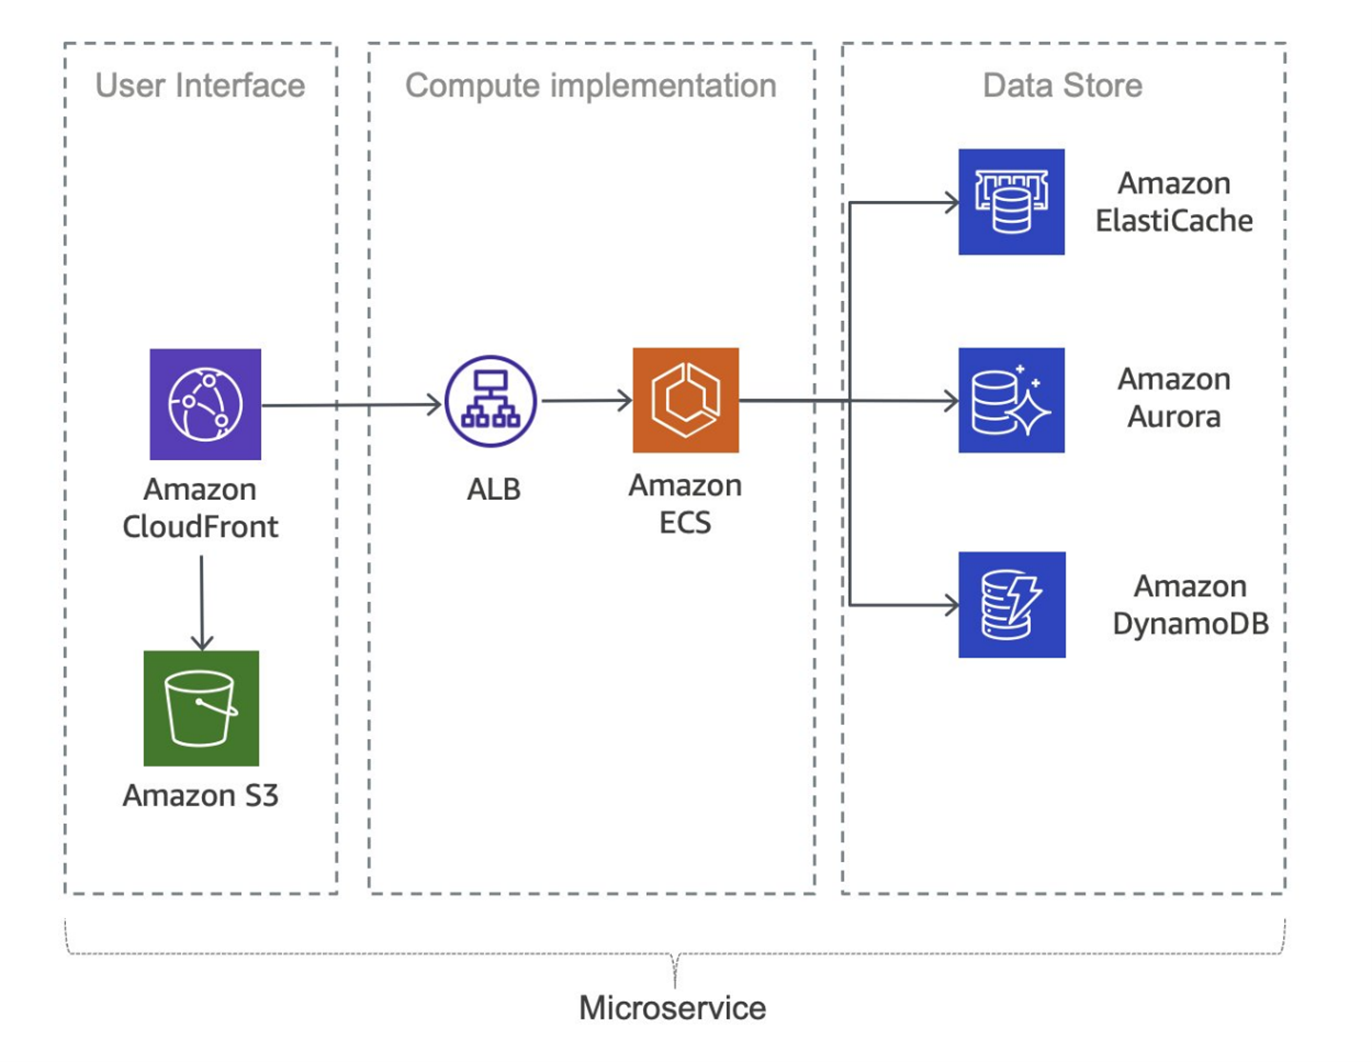 User Interface
Compute implementation
Data Store
Amazon
ElastiCache
Amazon
CloudFront
ALB
Amazon
ECS
Amazon
Aurora
Amazon
DynamoDB
Amazon S3
Microservice